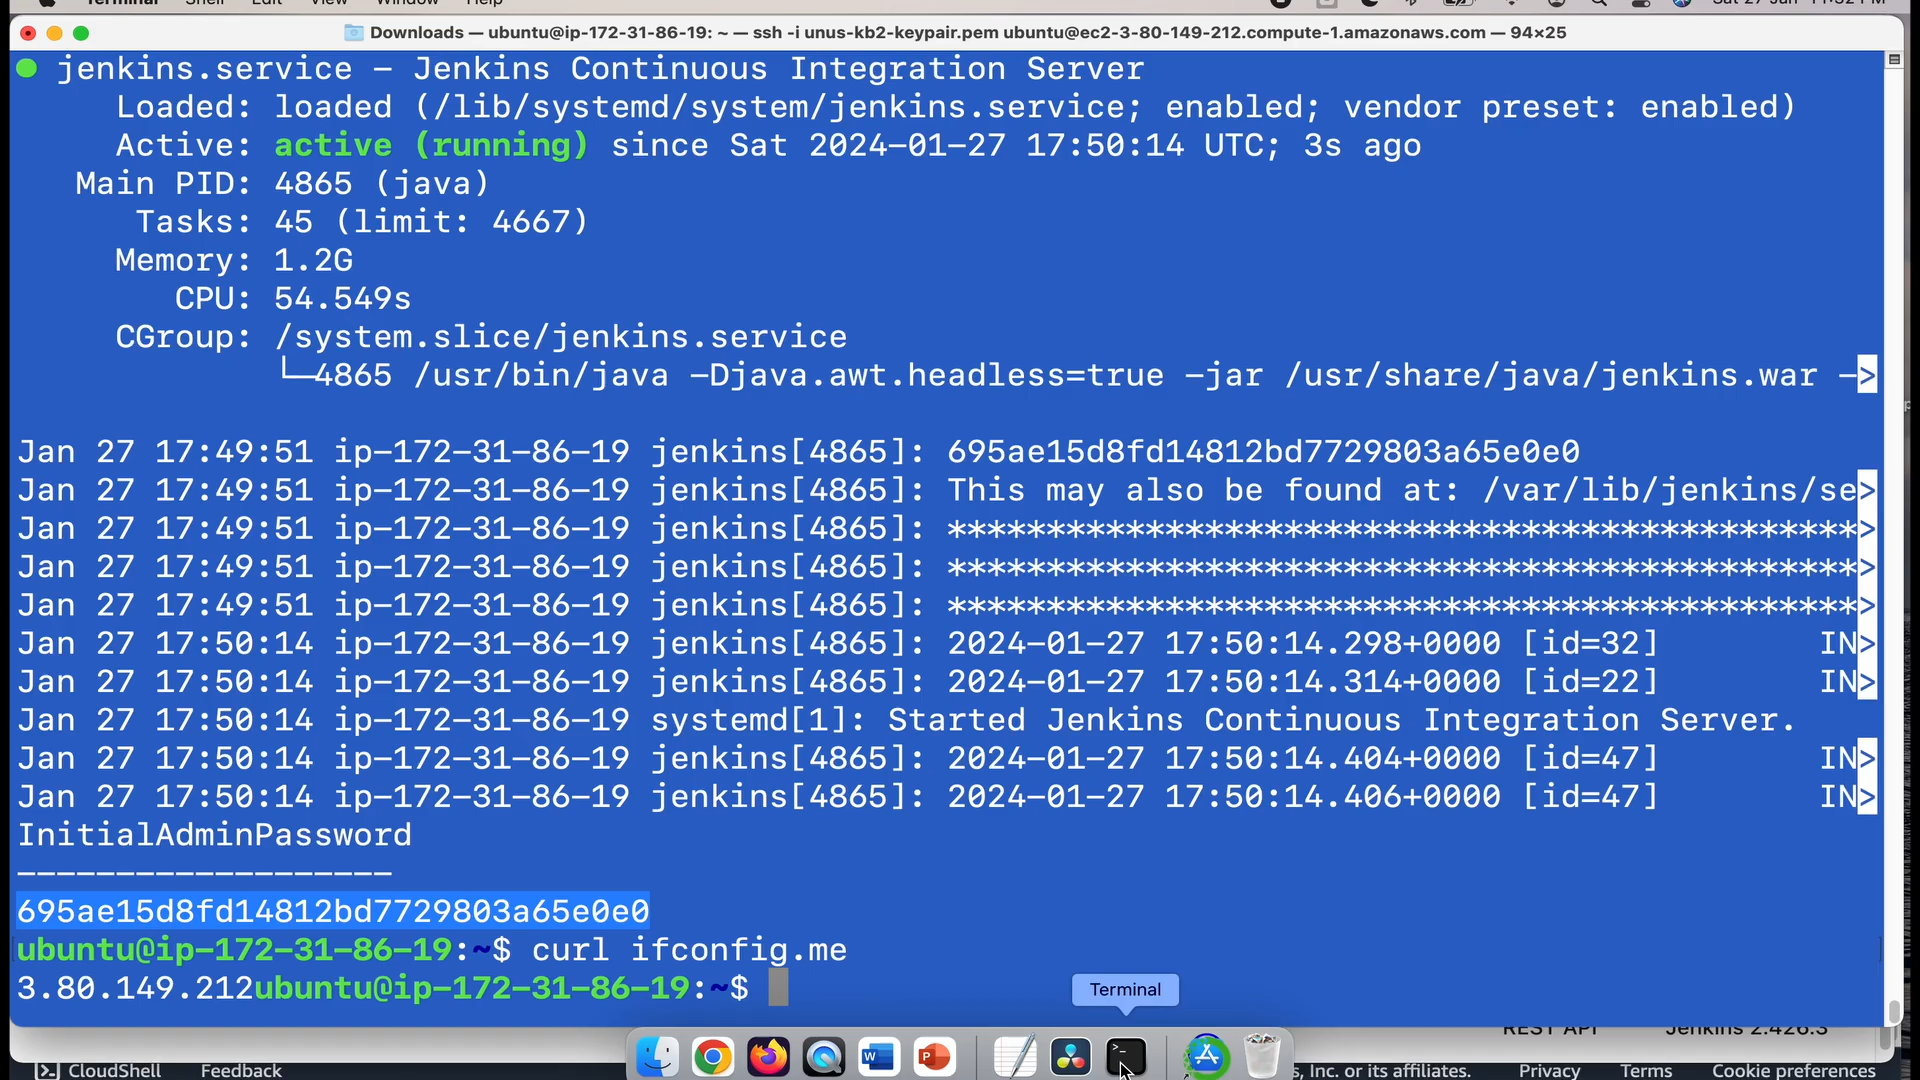 Terminal Shell Edit View Window Help Sat 27 Jan
Downloads — ubuntu@ip-172-31-86-19: ~ — ssh -i unus-kb2-keypair.pem ubuntu@ec2-3-80-149-212.compute-1.amazonaws.com — 94×25
jenkins.service – Jenkins Continuous Integration Server
Loaded: loaded (/lib/systemd/system/jenkins.service; enabled; vendor preset: enabled)
Active: active (running) since Sat 2024-01-27 17:50:14 UTC; 3s ago
Main PID: 4865 (java)
Tasks: 45 (limit: 4667)
Memory: 1.2G
CPU: 54.549s
CGroup: /system.slice/jenkins.service
└─4865 /usr/bin/java -Djava.awt.headless=true -jar /usr/share/java/jenkins.war ->
Jan 27 17:49:51 ip-172-31-86-19 jenkins[4865]: 695ae15d8fd14812bd7729803a65e0e0
Jan 27 17:49:51 ip-172-31-86-19 jenkins[4865]: This may also be found at: /var/lib/jenkins/se>
Jan 27 17:49:51 ip-172-31-86-19 jenkins[4865]: **********************************************>
Jan 27 17:49:51 ip-172-31-86-19 jenkins[4865]: **********************************************>
Jan 27 17:49:51 ip-172-31-86-19 jenkins[4865]: **********************************************>
Jan 27 17:50:14 ip-172-31-86-19 jenkins[4865]: 2024-01-27 17:50:14.298+0000 [id=32] IN>
Jan 27 17:50:14 ip-172-31-86-19 jenkins[4865]: 2024-01-27 17:50:14.314+0000 [id=22] IN>
Jan 27 17:50:14 ip-172-31-86-19 systemd[1]: Started Jenkins Continuous Integration Server.
Jan 27 17:50:14 ip-172-31-86-19 jenkins[4865]: 2024-01-27 17:50:14.404+0000 [id=47] IN>
Jan 27 17:50:14 ip-172-31-86-19 jenkins[4865]: 2024-01-27 17:50:14.406+0000 [id=47] IN>
InitialAdminPassword
-------------------
695ae15d8fd14812bd7729803a65e0e0
ubuntu@ip-172-31-86-19:~$ curl ifconfig.me
3.80.149.212ubuntu@ip-172-31-86-19:~$
Terminal
REST API Jenkins 2.426.3
CloudShell Feedback s, Inc. or its affiliates. Privacy Terms Cookie preferences